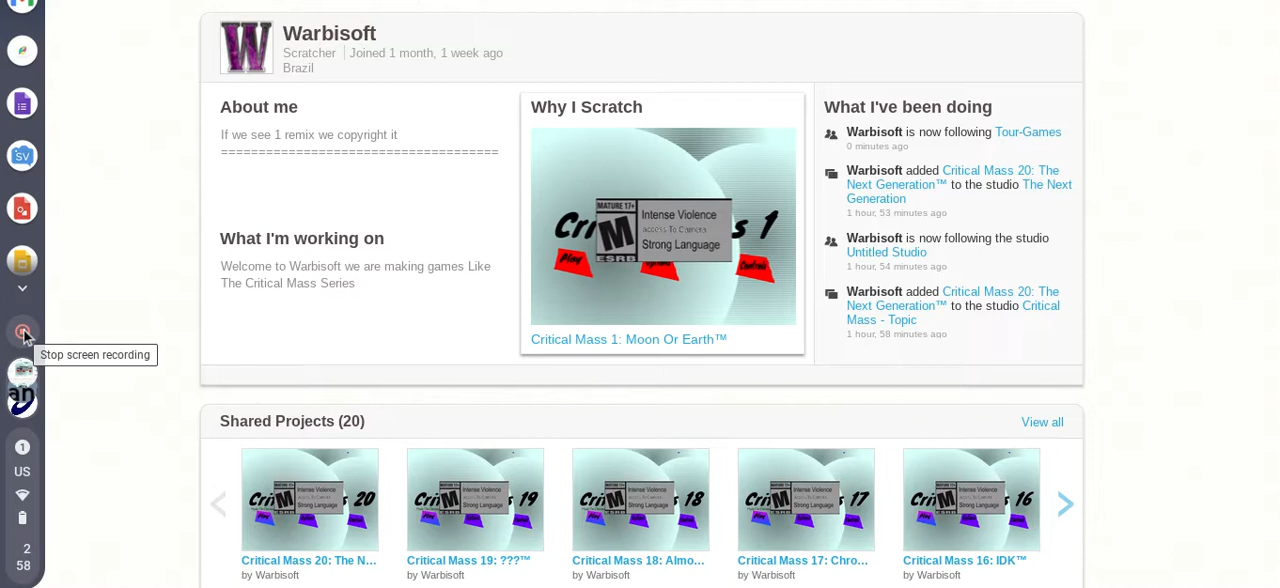 Warbisoft
Scratcher Joined 1 month, 1 week ago
Brazil
About me
If we see 1 remix we copyright it
=====================================
What I'm working on
Welcome to Warbisoft we are making games Like
The Critical Mass Series
Why I Scratch
MATURE 17+
M
ESRB
Intense Violence
access To Camera
Strong Language
Play
Controls
Critical Mass 1: Moon Or Earth™
What I've been doing
Warbisoft is now following Tour-Games
0 minutes ago
Warbisoft added Critical Mass 20: The
Next Generation™ to the studio The Next
Generation
1 hour, 53 minutes ago
Warbisoft is now following the studio
Untitled Studio
1 hour, 54 minutes ago
Warbisoft added Critical Mass 20: The
Next Generation™ to the studio Critical
Mass - Topic
1 hour, 58 minutes ago
Stop screen recording
Shared Projects (20)
View all
Critical Mass 20: The N...
by Warbisoft
Critical Mass 19: ???™
by Warbisoft
Critical Mass 18: Almo...
by Warbisoft
Critical Mass 17: Chro...
by Warbisoft
Critical Mass 16: IDK™
by Warbisoft
SV
an
1
US
2
58